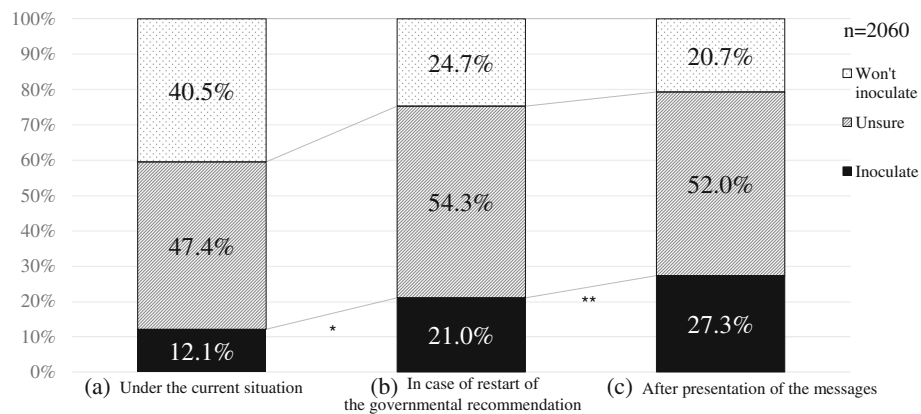 100%
90%
80%
70%
60%
50%
40%
30%
20%
10%
0%
40.5%
47.4%
12.1%
24.7%
54.3%
21.0%
20.7%
52.0%
27.3%
*
**
n=2060
Won't
inoculate
Unsure
Inoculate
(a) Under the current situation
(b) In case of restart of
the governmental recommendation
(c) After presentation of the messages